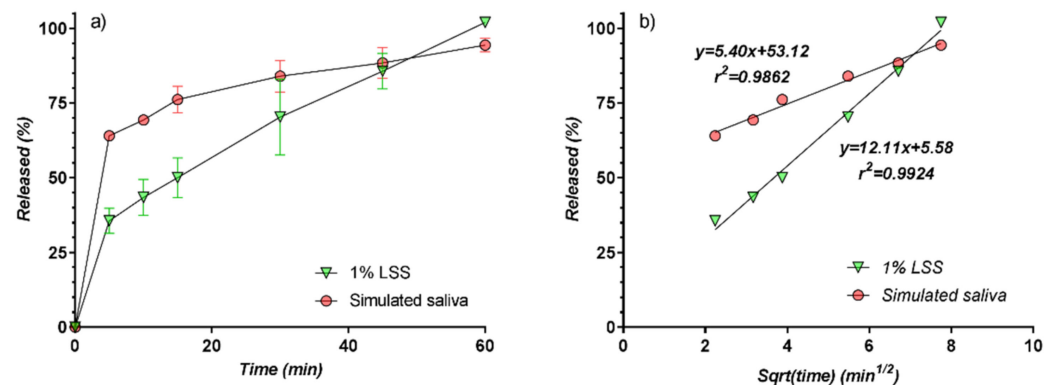 a)
100
75
50
25
0
Released (%)
0
20
40
60
Time (min)
1% LSS
Simulated saliva
b)
100
75
50
25
0
Released (%)
0
2
4
6
8
10
Sqrt(time) (min1/2)
y=5.40x+53.12
r2=0.9862
y=12.11x+5.58
r2=0.9924
1% LSS
Simulated saliva